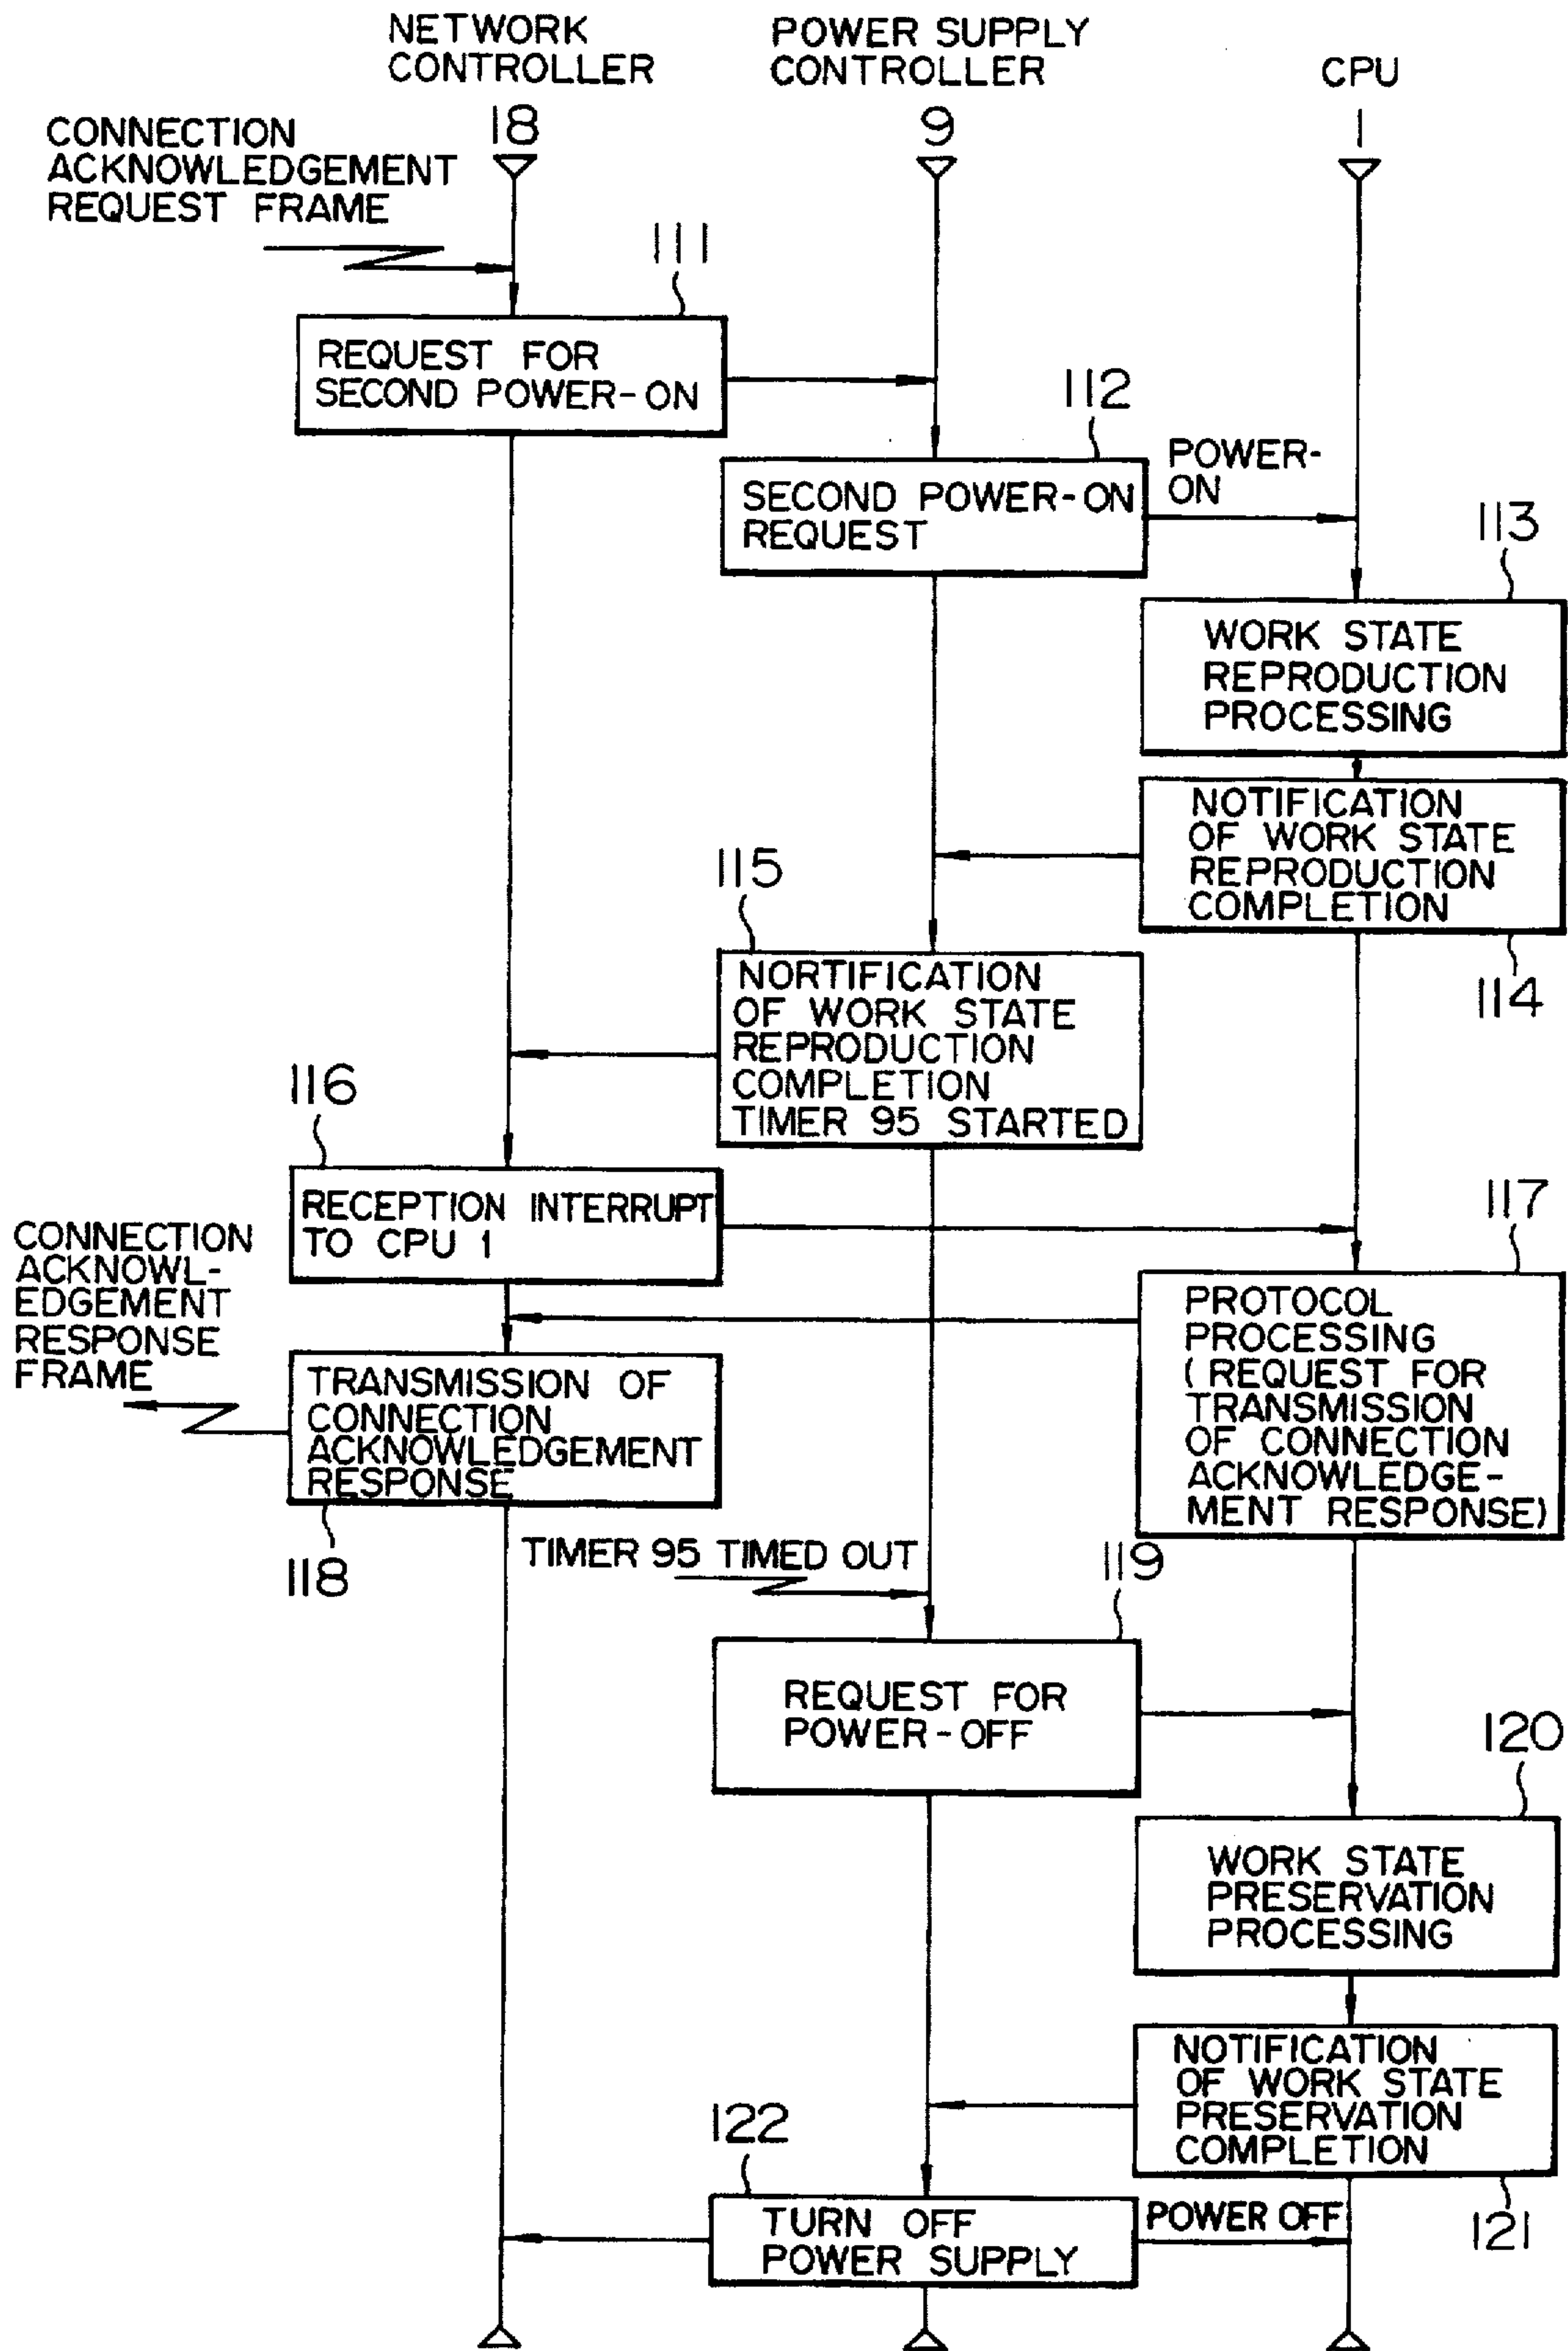 NETWORK
CONTROLLER
18
POWER SUPPLY
CONTROLLER
9
CPU
1
CONNECTION
ACKNOWLEDGEMENT
REQUEST FRAME
111
REQUEST FOR
SECOND POWER-ON
112
SECOND POWER-ON
REQUEST
POWER-
ON
113
WORK STATE
REPRODUCTION
PROCESSING
NOTIFICATION
OF WORK STATE
REPRODUCTION
COMPLETION
114
115
NORTIFICATION
OF WORK STATE
REPRODUCTION
COMPLETION
TIMER 95 STARTED
116
RECEPTION INTERRUPT
TO CPU 1
117
PROTOCOL
PROCESSING
(REQUEST FOR
TRANSMISSION
OF CONNECTION
ACKNOWLEDGE-
MENT RESPONSE)
CONNECTION
ACKNOWL-
EDGEMENT
RESPONSE
FRAME
TRANSMISSION OF
CONNECTION
ACKNOWLEDGEMENT
RESPONSE
118
TIMER 95 TIMED OUT
119
REQUEST FOR
POWER-OFF
120
WORK STATE
PRESERVATION
PROCESSING
NOTIFICATION
OF WORK STATE
PRESERVATION
COMPLETION
121
122
TURN OFF
POWER SUPPLY
POWER OFF